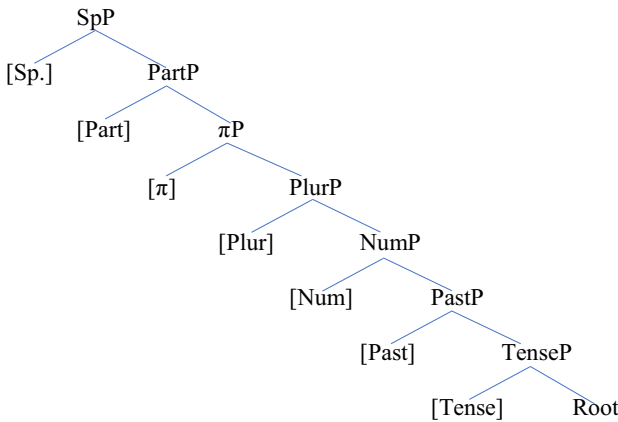 SpP
[Sp.] PartP
[Part] πP
[π] PlurP
[Plur] NumP
[Num] PastP
[Past] TenseP
[Tense] Root